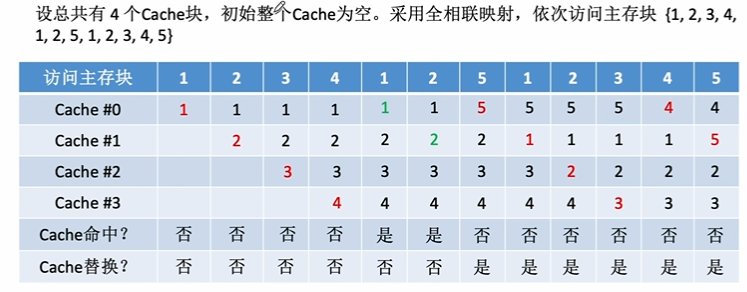 设总共有 4 个Cache块，初始整个Cache为空。采用全相联映射，依次访问主存块 {1, 2, 3, 4,
1, 2, 5, 1, 2, 3, 4, 5}
访问主存块 1 2 3 4 1 2 5 1 2 3 4 5
Cache #0 1 1 1 1 1 1 5 5 5 5 4 4
Cache #1 2 2 2 2 2 2 1 1 1 1 5
Cache #2 3 3 3 3 3 3 2 2 2 2
Cache #3 4 4 4 4 4 4 3 3 3
Cache命中? 否 否 否 否 是 是 否 否 否 否 否 否
Cache替换? 否 否 否 否 否 否 是 是 是 是 是 是